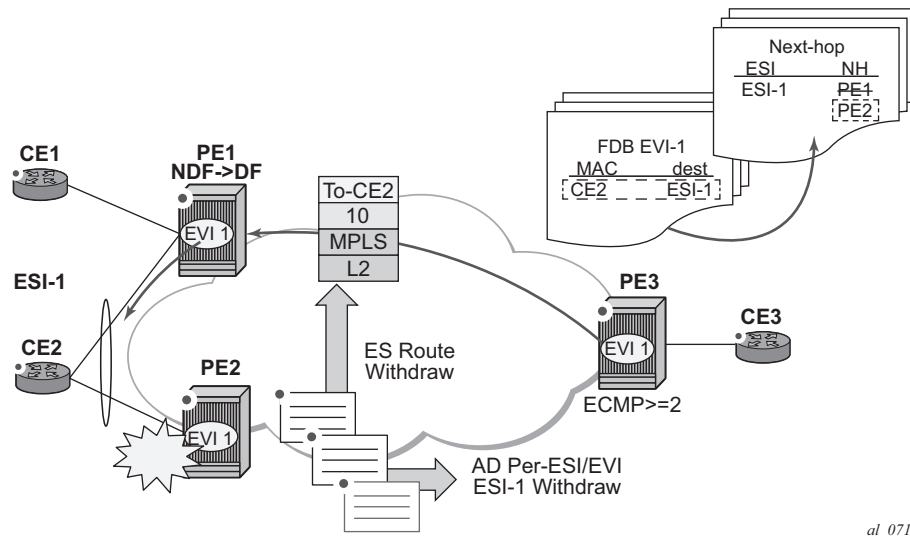 Next-hop
ESI NH
ESI-1 PE1
PE2
FDB EVI-1
MAC dest
CE2 ESI-1
CE1
PE1
NDF->DF
EVI 1
To-CE2
10
MPLS
L2
ESI-1
CE2
PE2
EVI 1
ES Route
Withdraw
PE3
EVI 1
ECMP>=2
CE3
AD Per-ESI/EVI
ESI-1 Withdraw
al_071